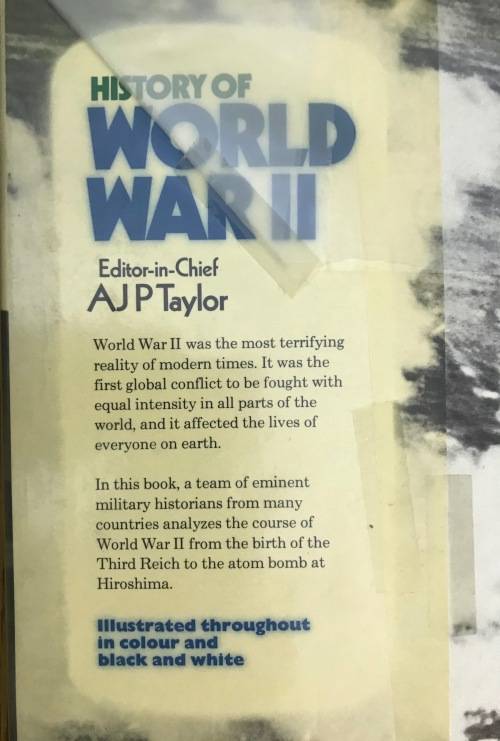 HISTORY OF
WORLD
WAR II
Editor-in-Chief
AJP Taylor
World War II was the most terrifying
reality of modern times. It was the
first global conflict to be fought with
equal intensity in all parts of the
world, and it affected the lives of
everyone on earth.
In this book, a team of eminent
military historians from many
countries analyzes the course of
World War II from the birth of the
Third Reich to the atom bomb at
Hiroshima.
Illustrated throughout
in colour and
black and white